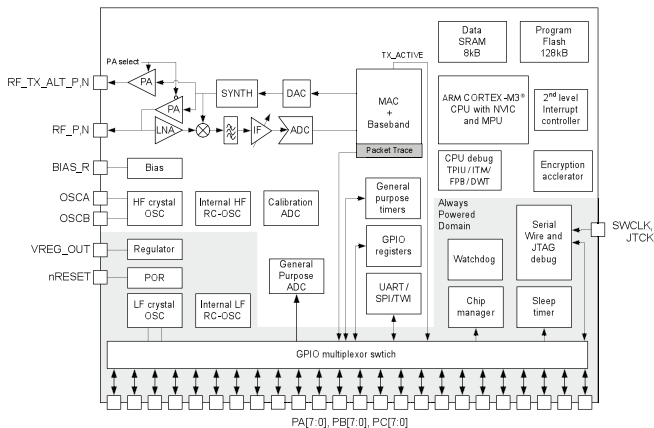 Data
SRAM
8kB
Program
Flash
128kB
PA select
TX_ACTIVE
RF_TX_ALT_P,N
PA
SYNTH
DAC
MAC
+
Baseband
ARM CORTEX-M3®
CPU with NVIC
and MPU
2nd level
Interrupt
controller
PA
RF_P,N
LNA
IF
ADC
Packet Trace
BIAS_R
Bias
CPU debug
TPIU / ITM /
FPB / DWT
Encryption
acclerator
OSCA
OSCB
HF crystal
OSC
Internal HF
RC-OSC
Calibration
ADC
General
purpose
timers
Always
Powered
Domain
Serial
Wire and
JTAG
debug
SWCLK,
JTCK
VREG_OUT
Regulator
GPIO
registers
Watchdog
nRESET
POR
General
Purpose
ADC
UART /
SPI/TWI
Chip
manager
Sleep
timer
LF crystal
OSC
Internal LF
RC-OSC
GPIO multiplexor swtich
PA[7:0], PB[7:0], PC[7:0]